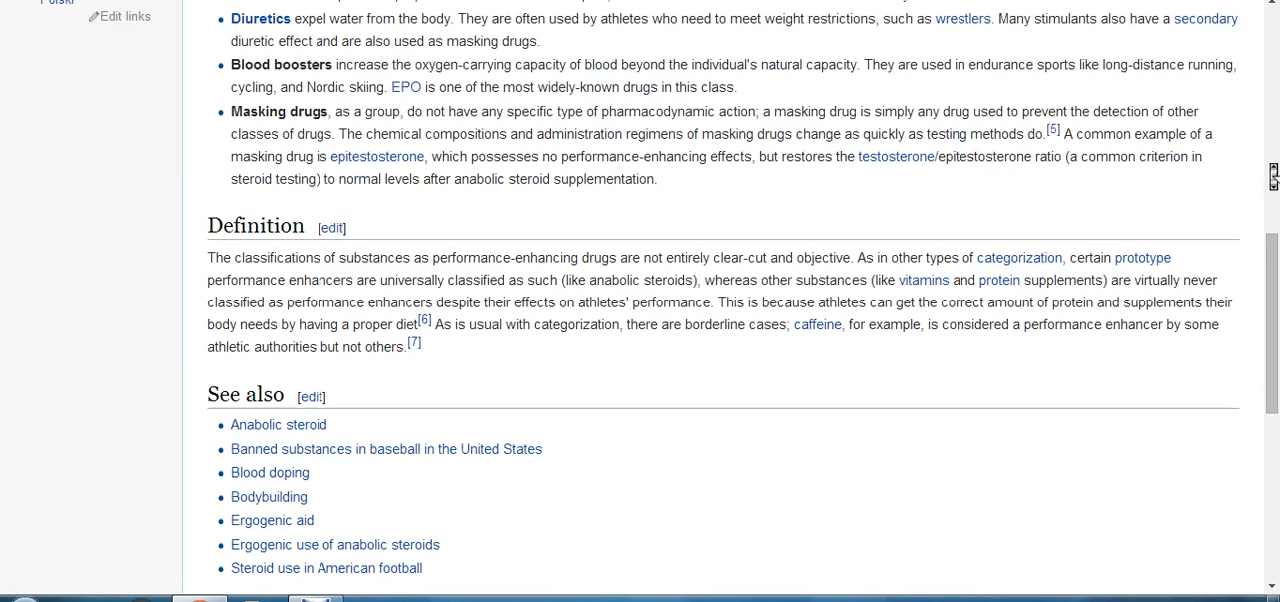 Polski
Edit links
• Diuretics expel water from the body. They are often used by athletes who need to meet weight restrictions, such as wrestlers. Many stimulants also have a secondary
diuretic effect and are also used as masking drugs.
• Blood boosters increase the oxygen-carrying capacity of blood beyond the individual's natural capacity. They are used in endurance sports like long-distance running,
cycling, and Nordic skiing. EPO is one of the most widely-known drugs in this class.
• Masking drugs, as a group, do not have any specific type of pharmacodynamic action; a masking drug is simply any drug used to prevent the detection of other
classes of drugs. The chemical compositions and administration regimens of masking drugs change as quickly as testing methods do.[5] A common example of a
masking drug is epitestosterone, which possesses no performance-enhancing effects, but restores the testosterone/epitestosterone ratio (a common criterion in
steroid testing) to normal levels after anabolic steroid supplementation.
Definition [edit]
The classifications of substances as performance-enhancing drugs are not entirely clear-cut and objective. As in other types of categorization, certain prototype
performance enhancers are universally classified as such (like anabolic steroids), whereas other substances (like vitamins and protein supplements) are virtually never
classified as performance enhancers despite their effects on athletes' performance. This is because athletes can get the correct amount of protein and supplements their
body needs by having a proper diet[6] As is usual with categorization, there are borderline cases; caffeine, for example, is considered a performance enhancer by some
athletic authorities but not others.[7]
See also [edit]
• Anabolic steroid
• Banned substances in baseball in the United States
• Blood doping
• Bodybuilding
• Ergogenic aid
• Ergogenic use of anabolic steroids
• Steroid use in American football